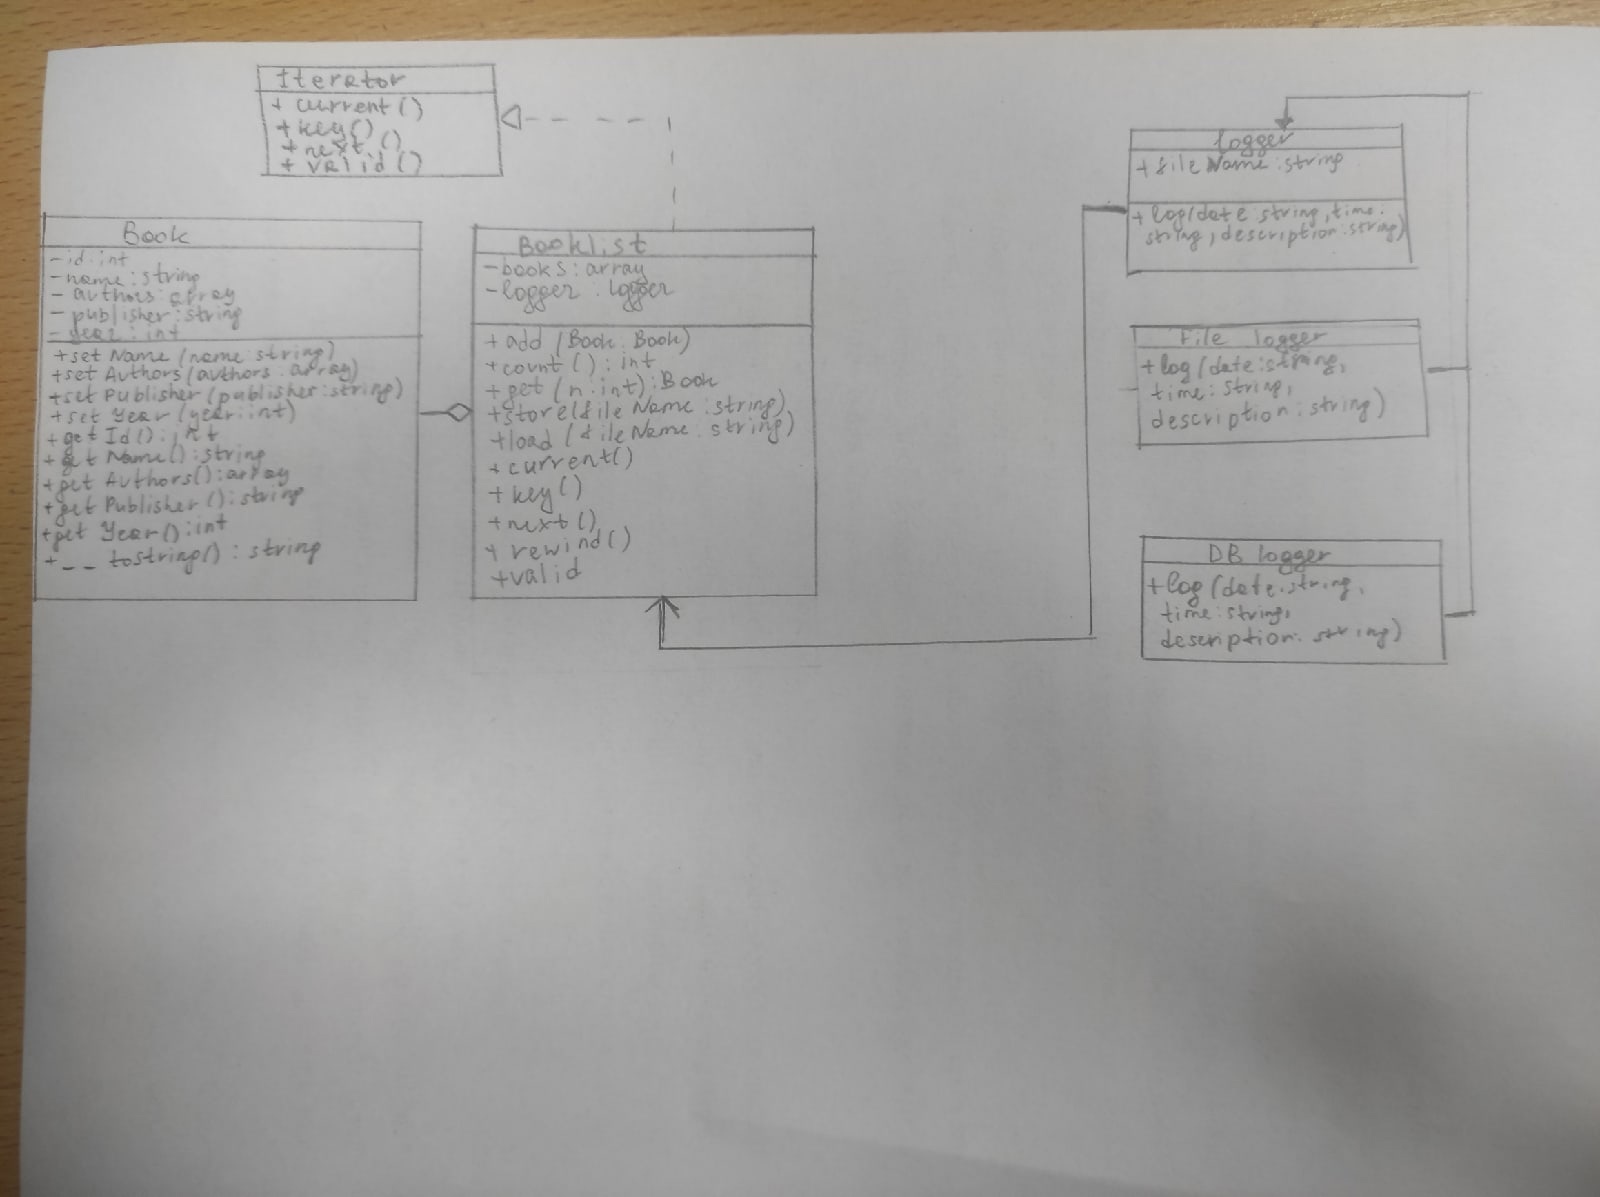 Iterator
+ current()
+ key()
+ next ()
+ valid()
Book
- id: int
- name: string
- authors: array
- publisher: string
- year: int
+ set Name (name: string)
+ set Authors (authors: array)
+ set Publisher (publisher: string)
+ set Year (year: int)
+ get Id(): int
+ get Name(): string
+ get Authors(): array
+ get Publisher(): string
+ get Year(): int
+ __ tostring(): string
Booklist
- books: array
- logger: logger
+ add (Book: Book)
+ count(): int
+ get (n: int): Book
+ store(file Name: string)
+ load (fileName: string)
+ current()
+ key()
+ next()
+ rewind()
+ valid
logger
+ file Name: string
+ log(date: string, time:
string, description: string)
File logger
+ log(date: string,
time: string,
description: string)
DB logger
+ log (date: string,
time: string,
description: string)